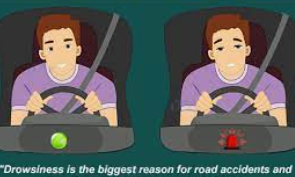 "Drowsiness is the biggest reason for road accidents and